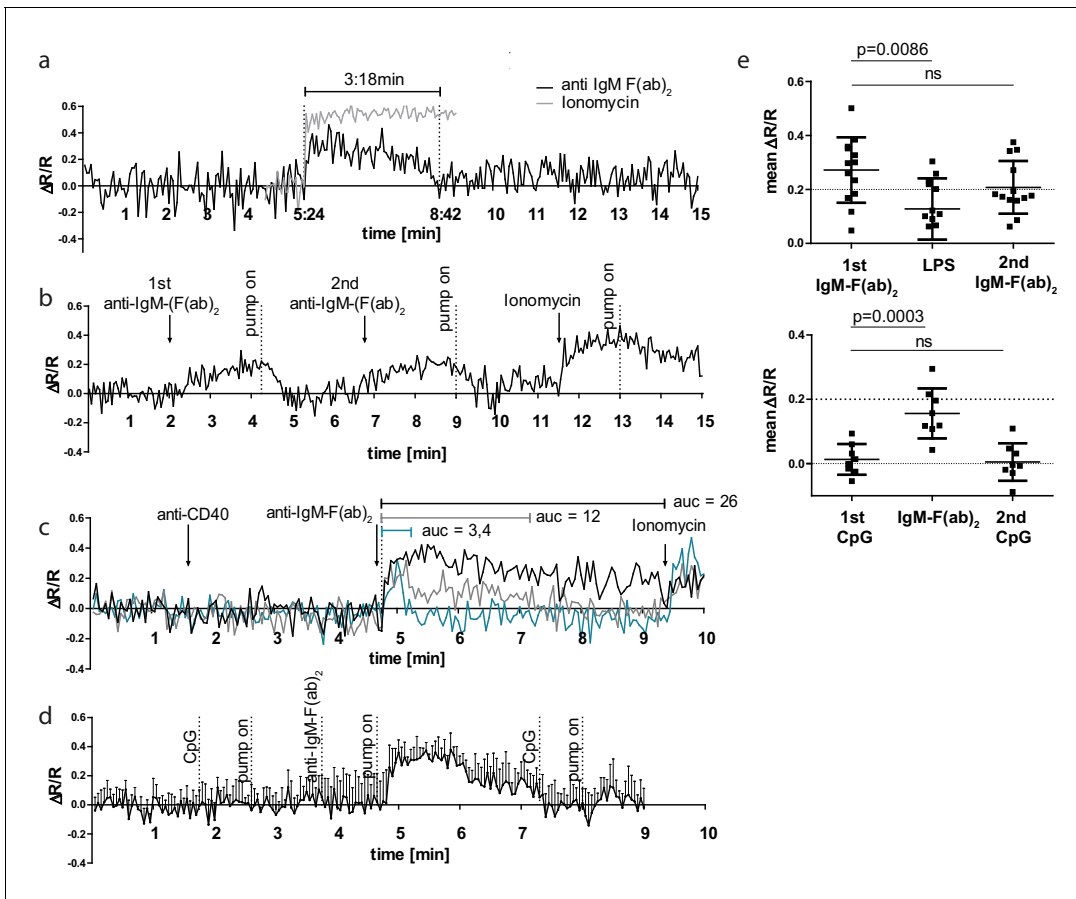 a
3:18min
anti IgM F(ab)2
Ionomycin
ΔR/R
0.6
0.4
0.2
0.0
-0.2
-0.4
1 2 3 4 5:24 8:42 10 11 12 13 14 15
time [min]
b
1st
anti-IgM-(F(ab)2
pump on
2nd
anti-IgM-(F(ab)2
pump on
Ionomycin
pump on
ΔR/R
0.6
0.4
0.2
0.0
-0.2
-0.4
1 2 3 4 5 6 7 8 9 10 11 12 13 14 15
time [min]
c
anti-CD40
anti-IgM-F(ab)2
auc = 26
auc = 12
auc = 3,4
Ionomycin
ΔR/R
0.6
0.4
0.2
0.0
-0.2
-0.4
1 2 3 4 5 6 7 8 9 10
time [min]
d
CpG
pump on
anti-IgM-F(ab)2
pump on
CpG
pump on
ΔR/R
0.6
0.4
0.2
0.0
-0.2
-0.4
1 2 3 4 5 6 7 9 10
time [min]
e
p=0.0086
ns
mean ΔR/R
0.6
0.4
0.2
0.0
1st LPS 2nd
IgM-F(ab)2 IgM-F(ab)2
p=0.0003
ns
mean ΔR/R
0.4
0.2
0.0
1st IgM-F(ab)2 2nd
CpG CpG